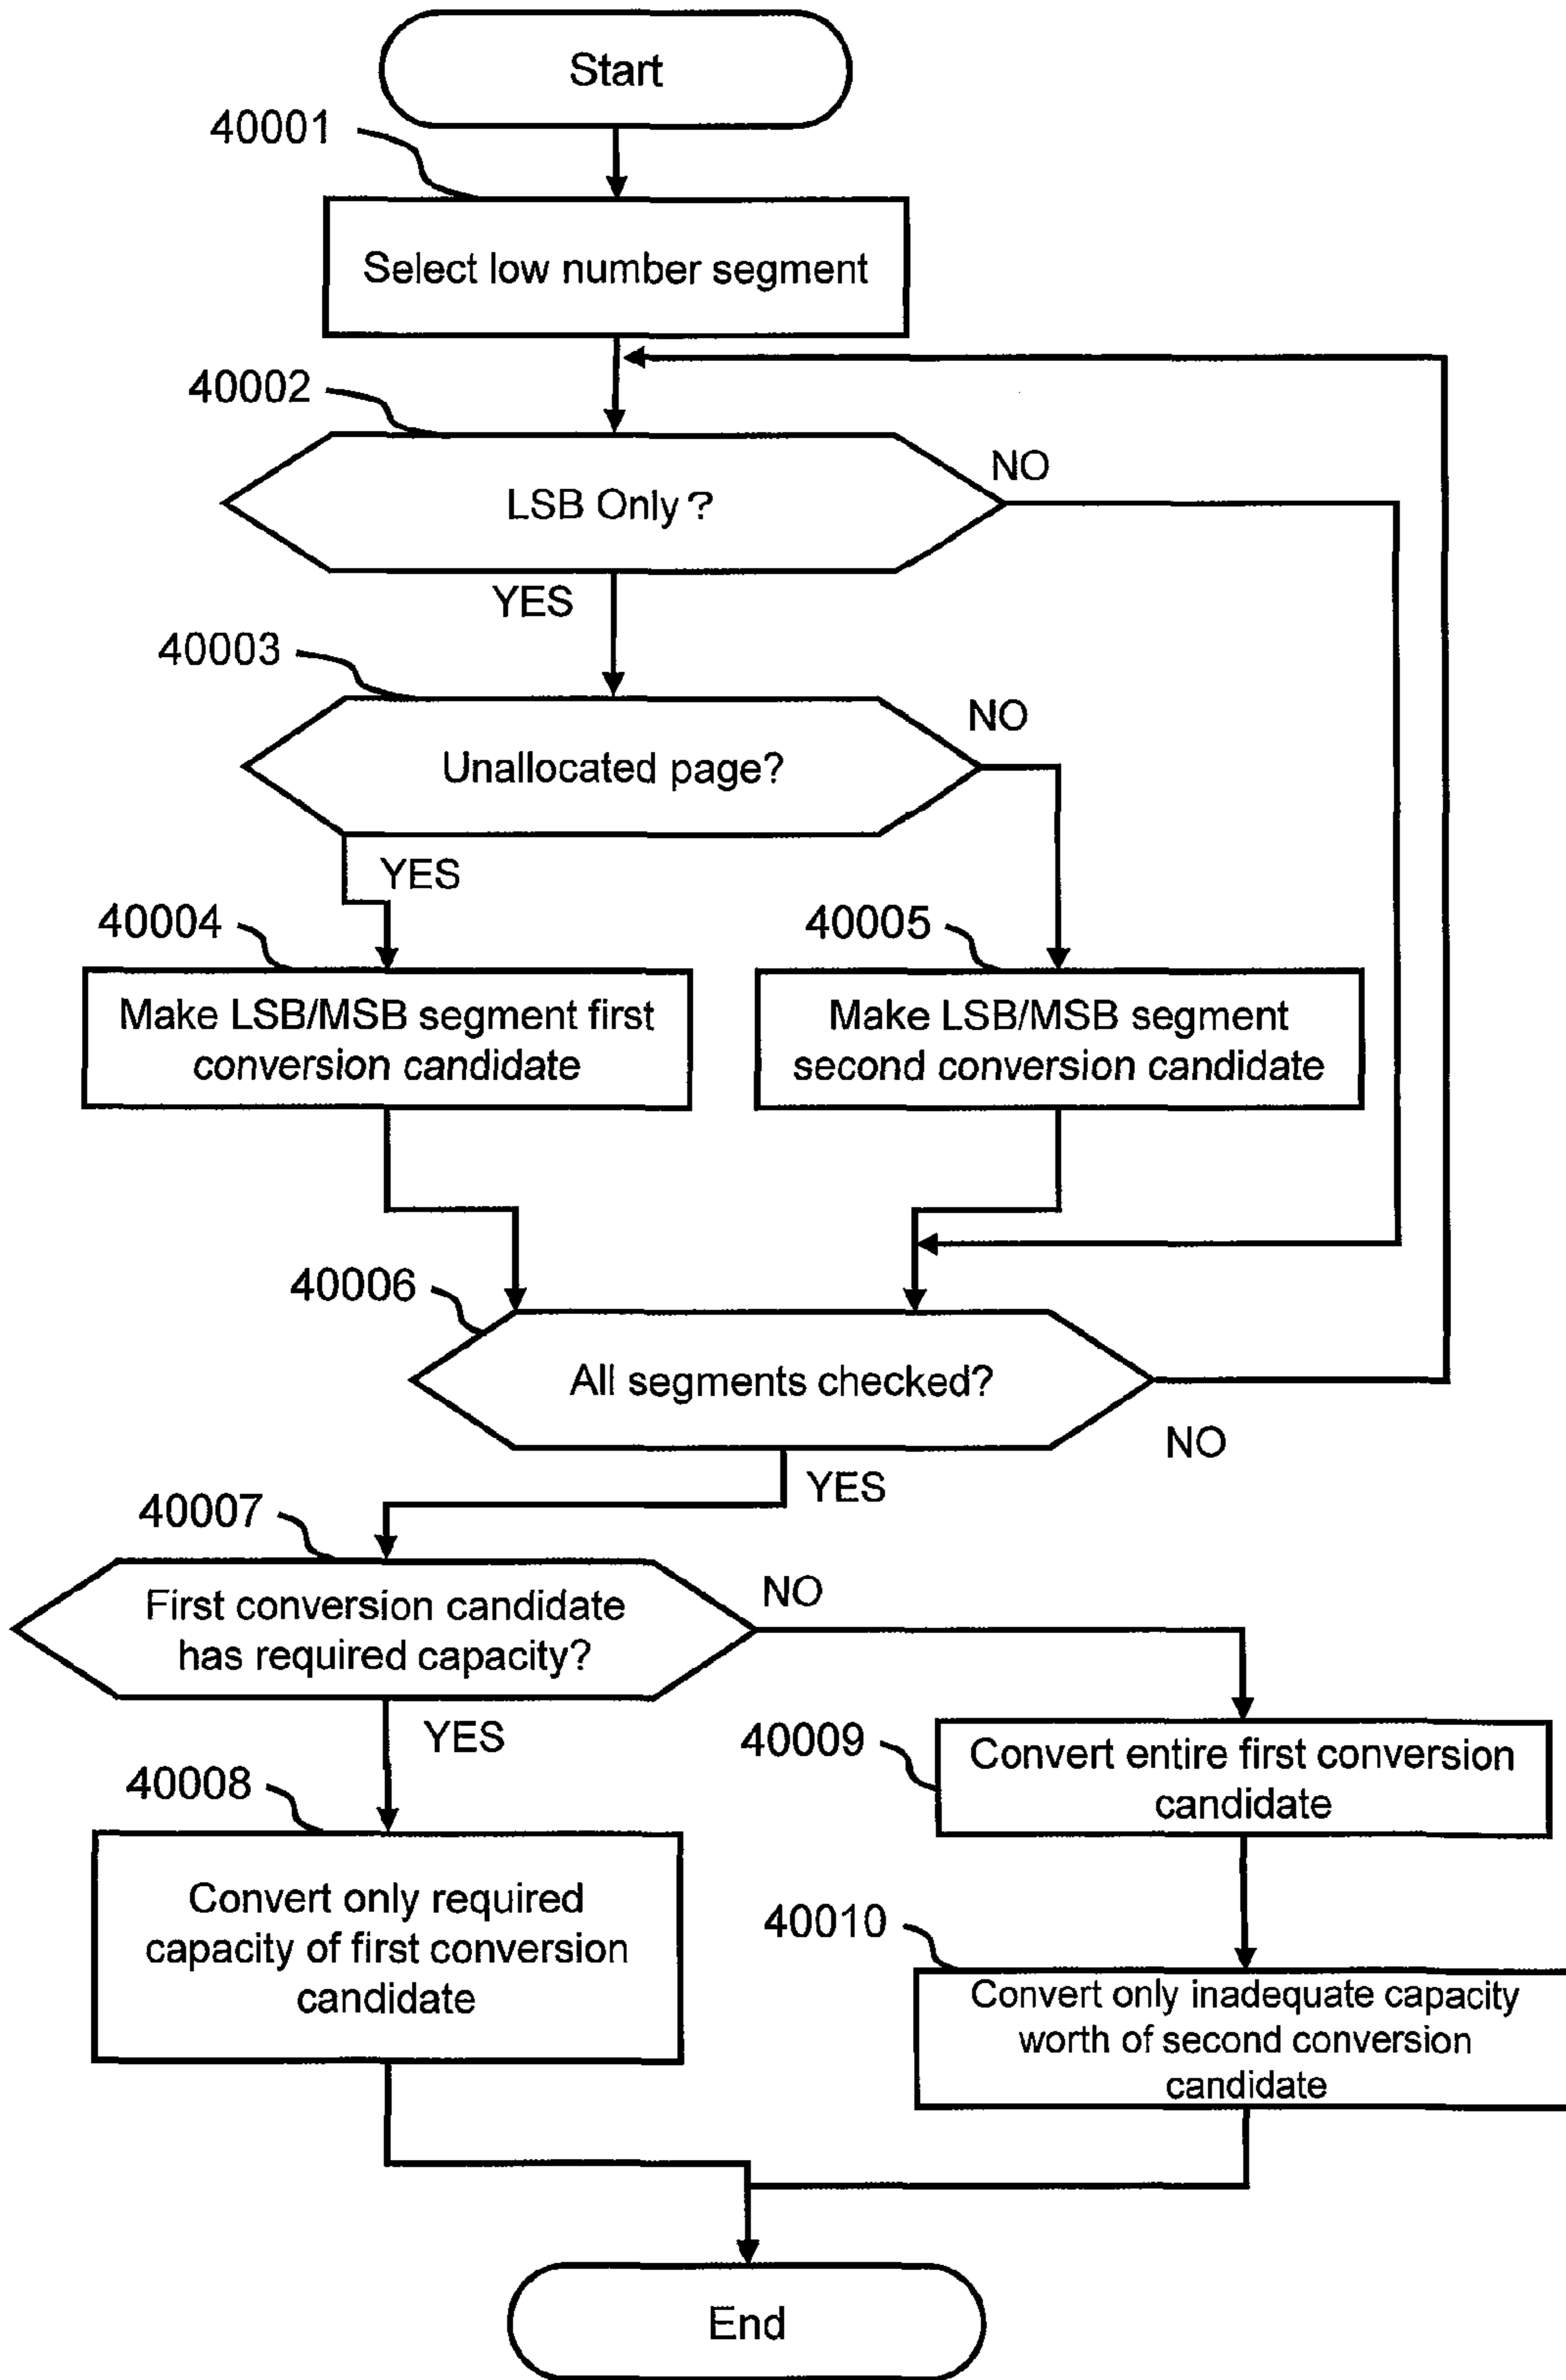 Start
40001
Select low number segment
40002
NO
LSB Only ?
YES
40003
NO
Unallocated page?
YES
40004
40005
Make LSB/MSB segment first
conversion candidate
Make LSB/MSB segment
second conversion candidate
40006
All segments checked?
NO
YES
40007
NO
First conversion candidate
has required capacity?
YES
40009
Convert entire first conversion
candidate
40008
Convert only required
capacity of first conversion
candidate
40010
Convert only inadequate capacity
worth of second conversion
candidate
End